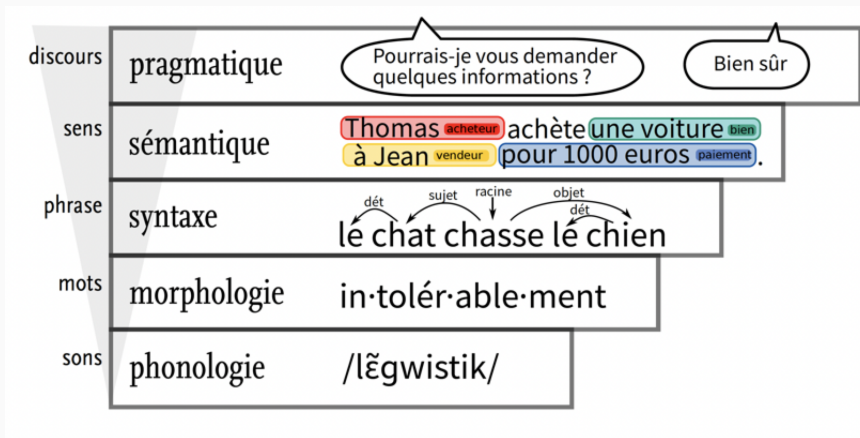 discours
pragmatique
Pourrais-je vous demander
quelques informations ?
Bien sûr
sens
sémantique
Thomas acheteur achète une voiture bien
à Jean vendeur pour 1000 euros paiement.
phrase
syntaxe
dét sujet racine objet
dét
le chat chasse le chien
mots
morphologie
in·tolér·able·ment
sons
phonologie
/lɛ̃gwistik/